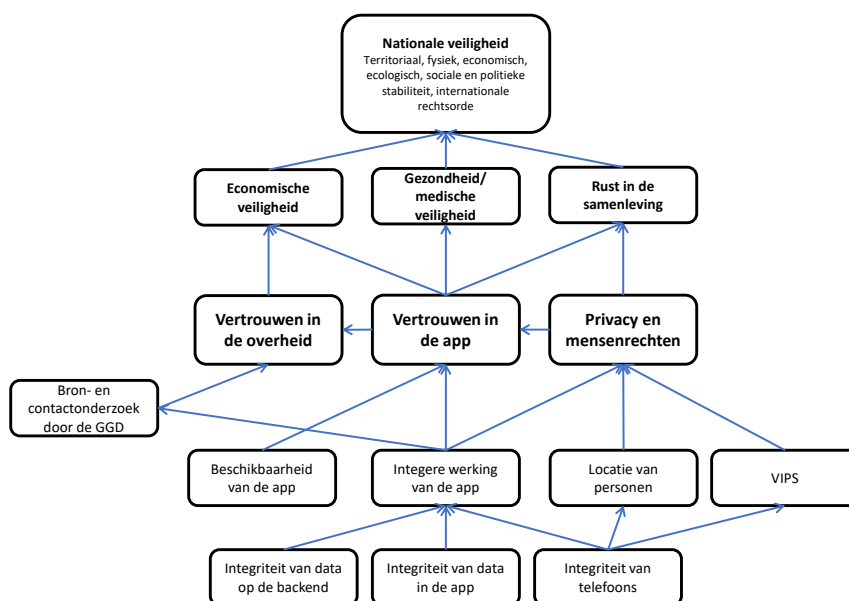 Nationale veiligheid
Territoriaal, fysiek, economisch,
ecologisch, sociale en politieke
stabiliteit, internationale
rechtsorde
Economische
veiligheid
Gezondheid/
medische
veiligheid
Rust in de
samenleving
Vertrouwen in
de overheid
Vertrouwen in
de app
Privacy en
mensenrechten
Bron- en
contactonderzoek
door de GGD
Beschikbaarheid
van de app
Integere werking
van de app
Locatie van
personen
VIPS
Integriteit van data
op de backend
Integriteit van data
in de app
Integriteit van
telefoons